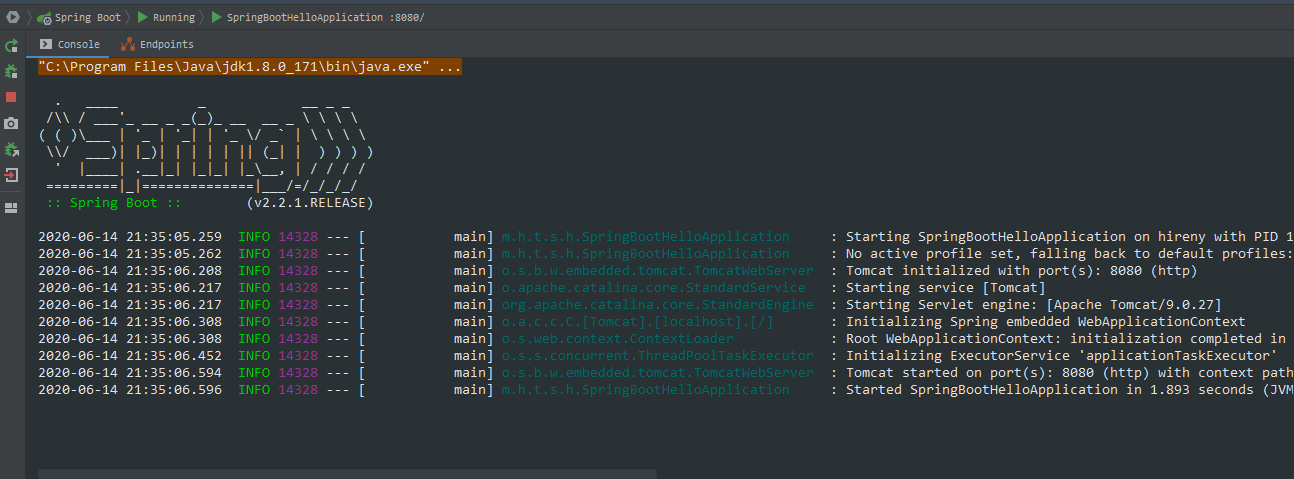 Spring Boot Running SpringBootHelloApplication :8080/
Console Endpoints
"C:\Program Files\Java\jdk1.8.0_171\bin\java.exe" ...
  .   ____          _            __ _ _
 /\\ / ___'_ __ _ _(_)_ __  __ _ \ \ \ \
( ( )\___ | '_ | '_| | '_ \/ _` | \ \ \ \
 \\/  ___)| |_)| | | | | || (_| |  ) ) ) )
  '  |____| .__|_| |_|_| |_\__, | / / / /
 =========|_|==============|___/=/_/_/_/
 :: Spring Boot ::        (v2.2.1.RELEASE)
2020-06-14 21:35:05.259  INFO 14328 --- [           main] m.h.t.s.h.SpringBootHelloApplication     : Starting SpringBootHelloApplication on hireny with PID 1
2020-06-14 21:35:05.262  INFO 14328 --- [           main] m.h.t.s.h.SpringBootHelloApplication     : No active profile set, falling back to default profiles:
2020-06-14 21:35:06.208  INFO 14328 --- [           main] o.s.b.w.embedded.tomcat.TomcatWebServer  : Tomcat initialized with port(s): 8080 (http)
2020-06-14 21:35:06.217  INFO 14328 --- [           main] o.apache.catalina.core.StandardService   : Starting service [Tomcat]
2020-06-14 21:35:06.217  INFO 14328 --- [           main] org.apache.catalina.core.StandardEngine  : Starting Servlet engine: [Apache Tomcat/9.0.27]
2020-06-14 21:35:06.308  INFO 14328 --- [           main] o.a.c.c.C.[Tomcat].[localhost].[/]       : Initializing Spring embedded WebApplicationContext
2020-06-14 21:35:06.308  INFO 14328 --- [           main] o.s.web.context.ContextLoader            : Root WebApplicationContext: initialization completed in
2020-06-14 21:35:06.452  INFO 14328 --- [           main] o.s.s.concurrent.ThreadPoolTaskExecutor  : Initializing ExecutorService 'applicationTaskExecutor'
2020-06-14 21:35:06.594  INFO 14328 --- [           main] o.s.b.w.embedded.tomcat.TomcatWebServer  : Tomcat started on port(s): 8080 (http) with context path
2020-06-14 21:35:06.596  INFO 14328 --- [           main] m.h.t.s.h.SpringBootHelloApplication     : Started SpringBootHelloApplication in 1.893 seconds (JVM